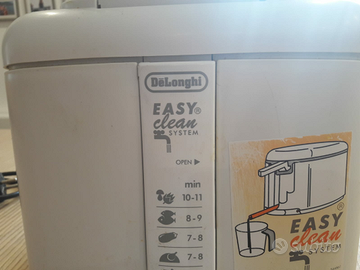 DeLonghi
EASY®
clean
SYSTEM
OPEN
min
10-11
8-9
7-8
7-8
EASY®
clean
SYSTEM